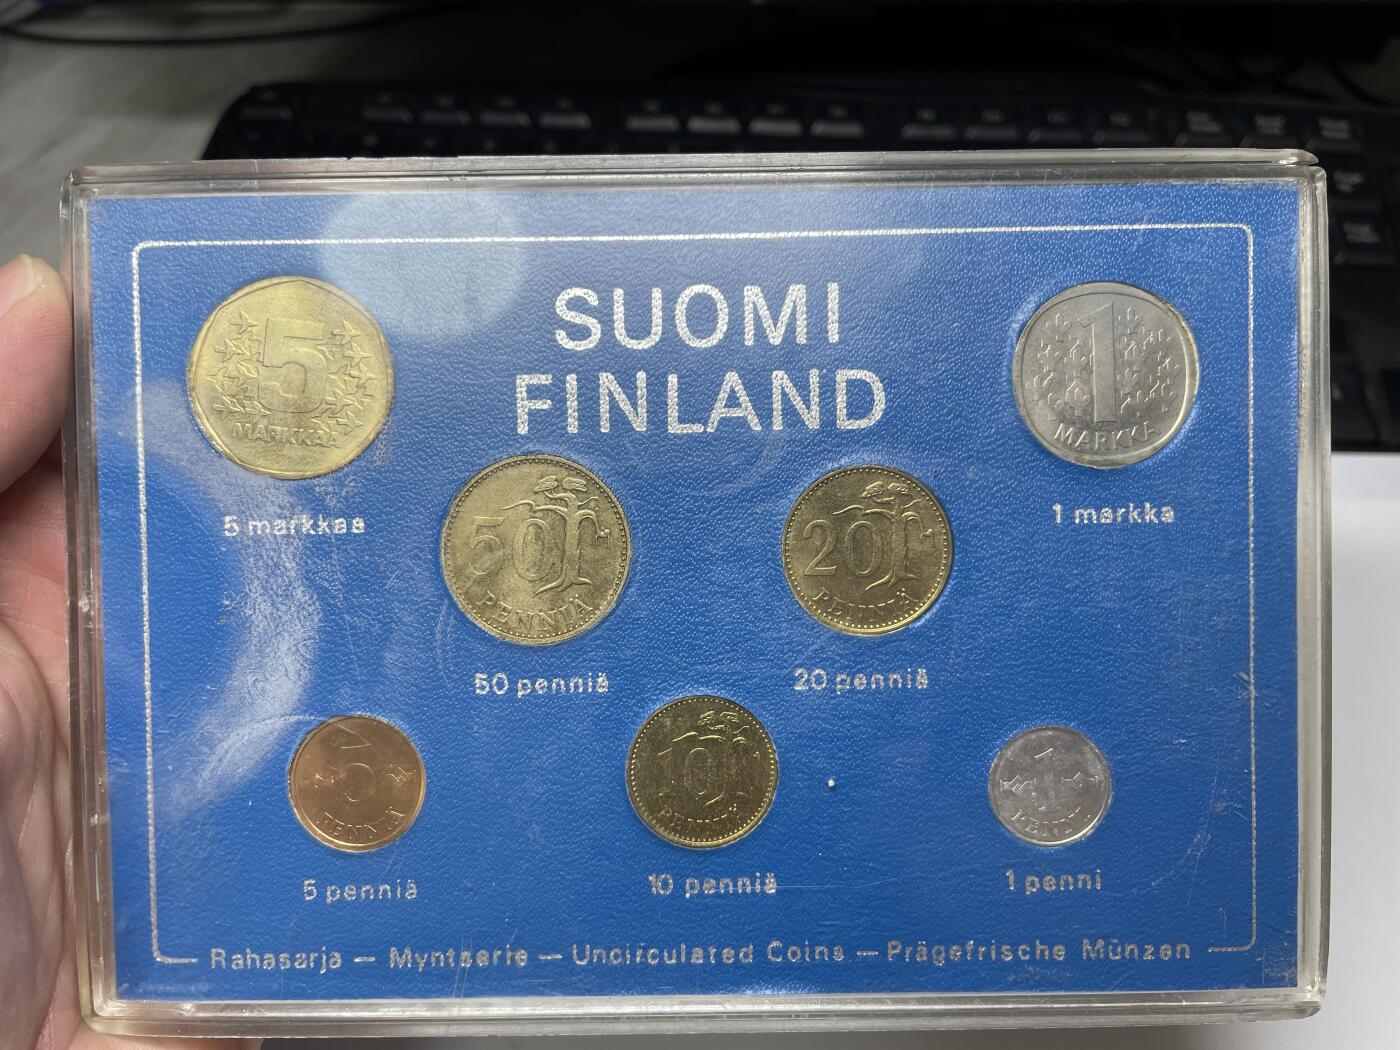 SUOMI
FINLAND
5
MARKKAA
1
MARKKA
5 markkaa
1 markka
50
PENNIÄ
20
PENNIÄ
50 penniä
20 penniä
5
PENNIÄ
10
PENNIÄ
1
PENNI
5 penniä
10 penniä
1 penni
Rahasarja — Myntserie — Uncirculated Coins — Prägefrische Münzen